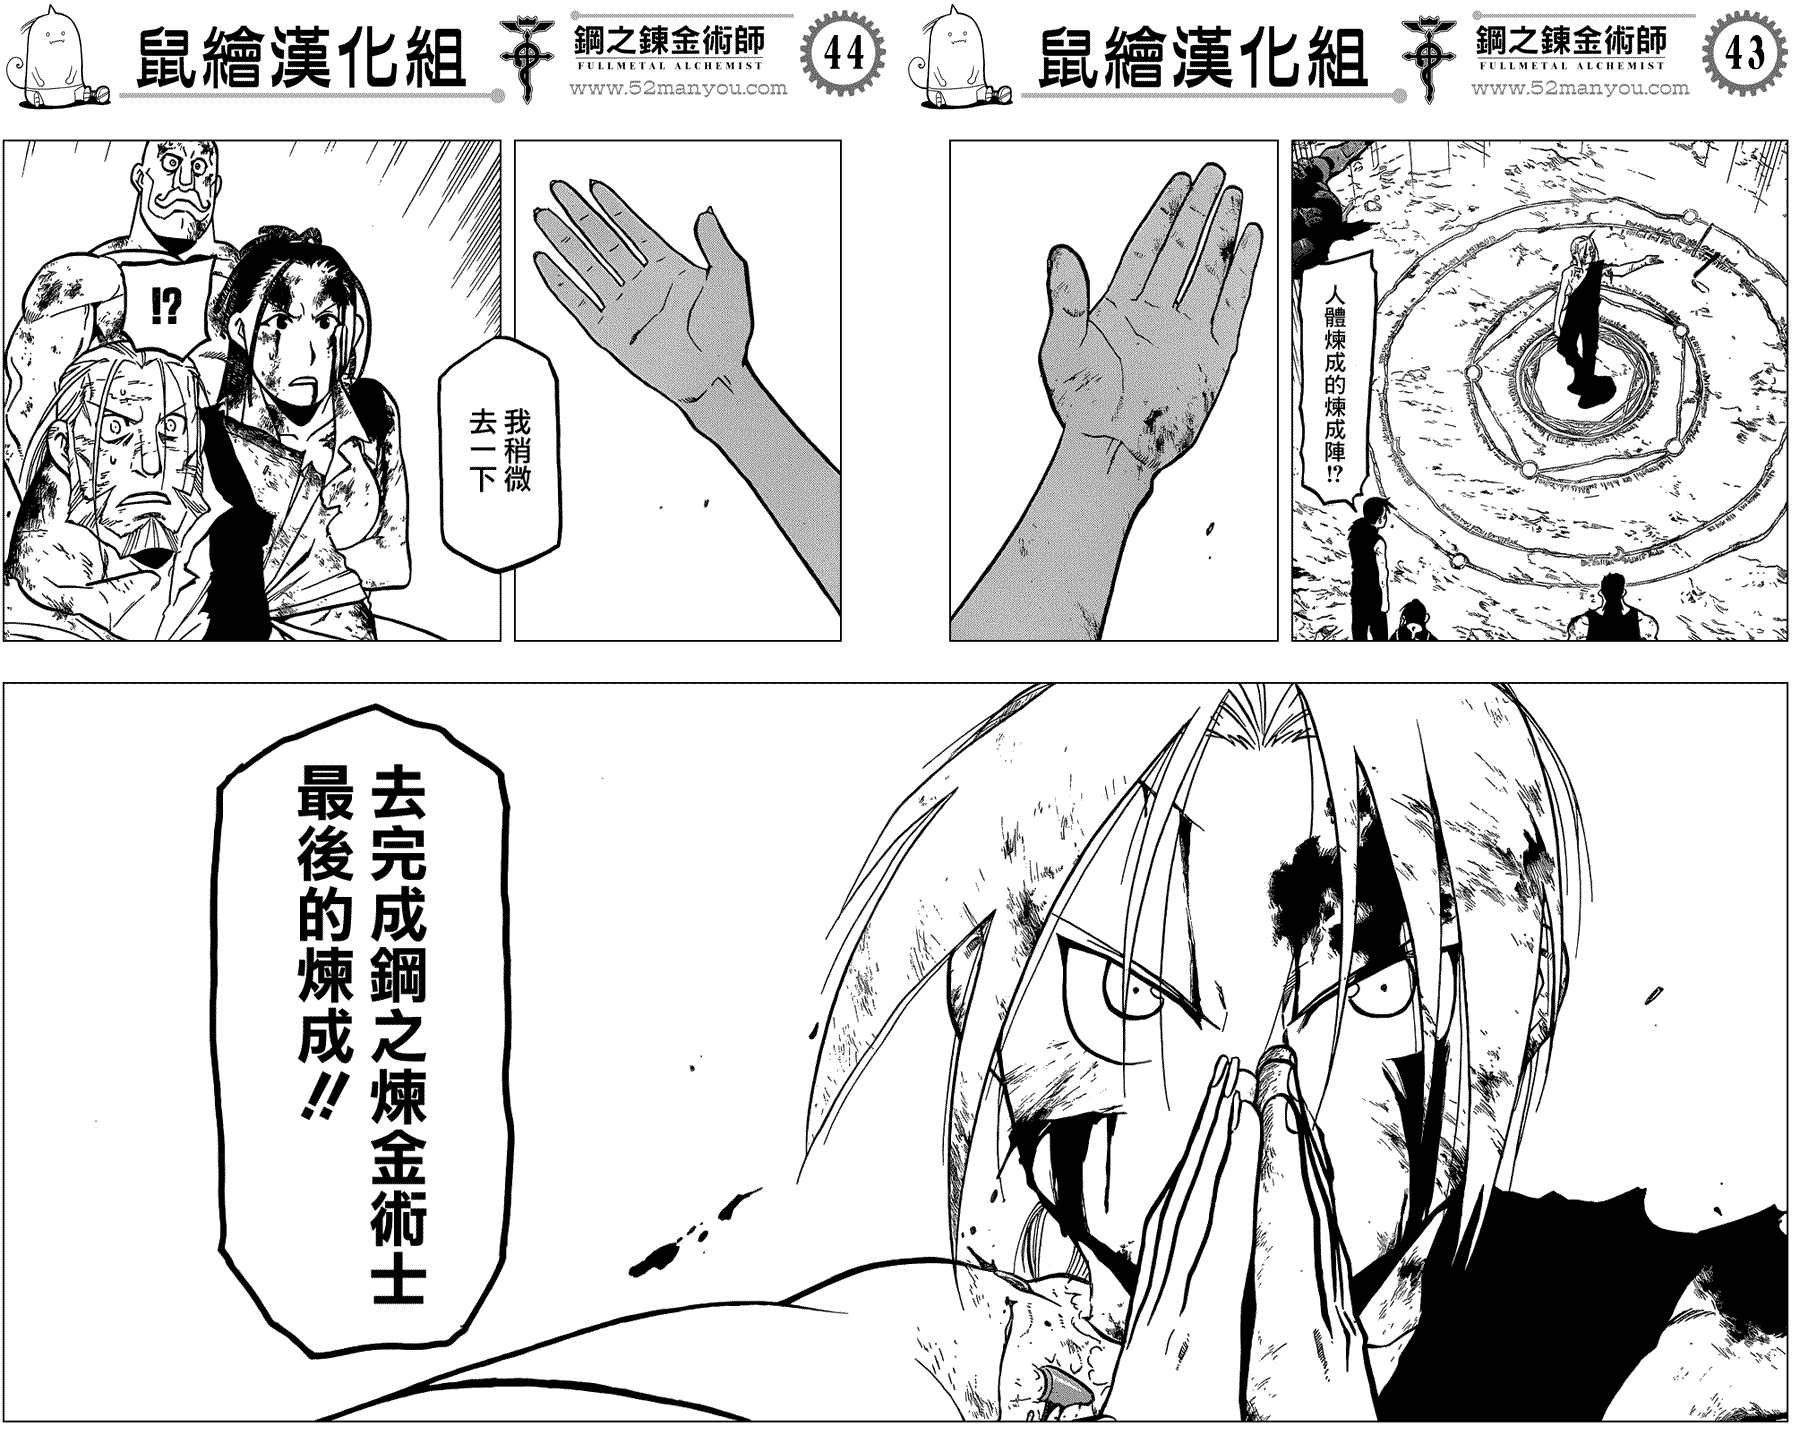 鼠繪漢化組
鋼之鍊金術師
FULLMETAL ALCHEMIST
www.52manyou.com
44
鼠繪漢化組
鋼之鍊金術師
FULLMETAL ALCHEMIST
www.52manyou.com
43
人體煉成的煉成陣!?
我稍微
去一下
!?
去完成鋼之煉金術士
最後的煉成!!